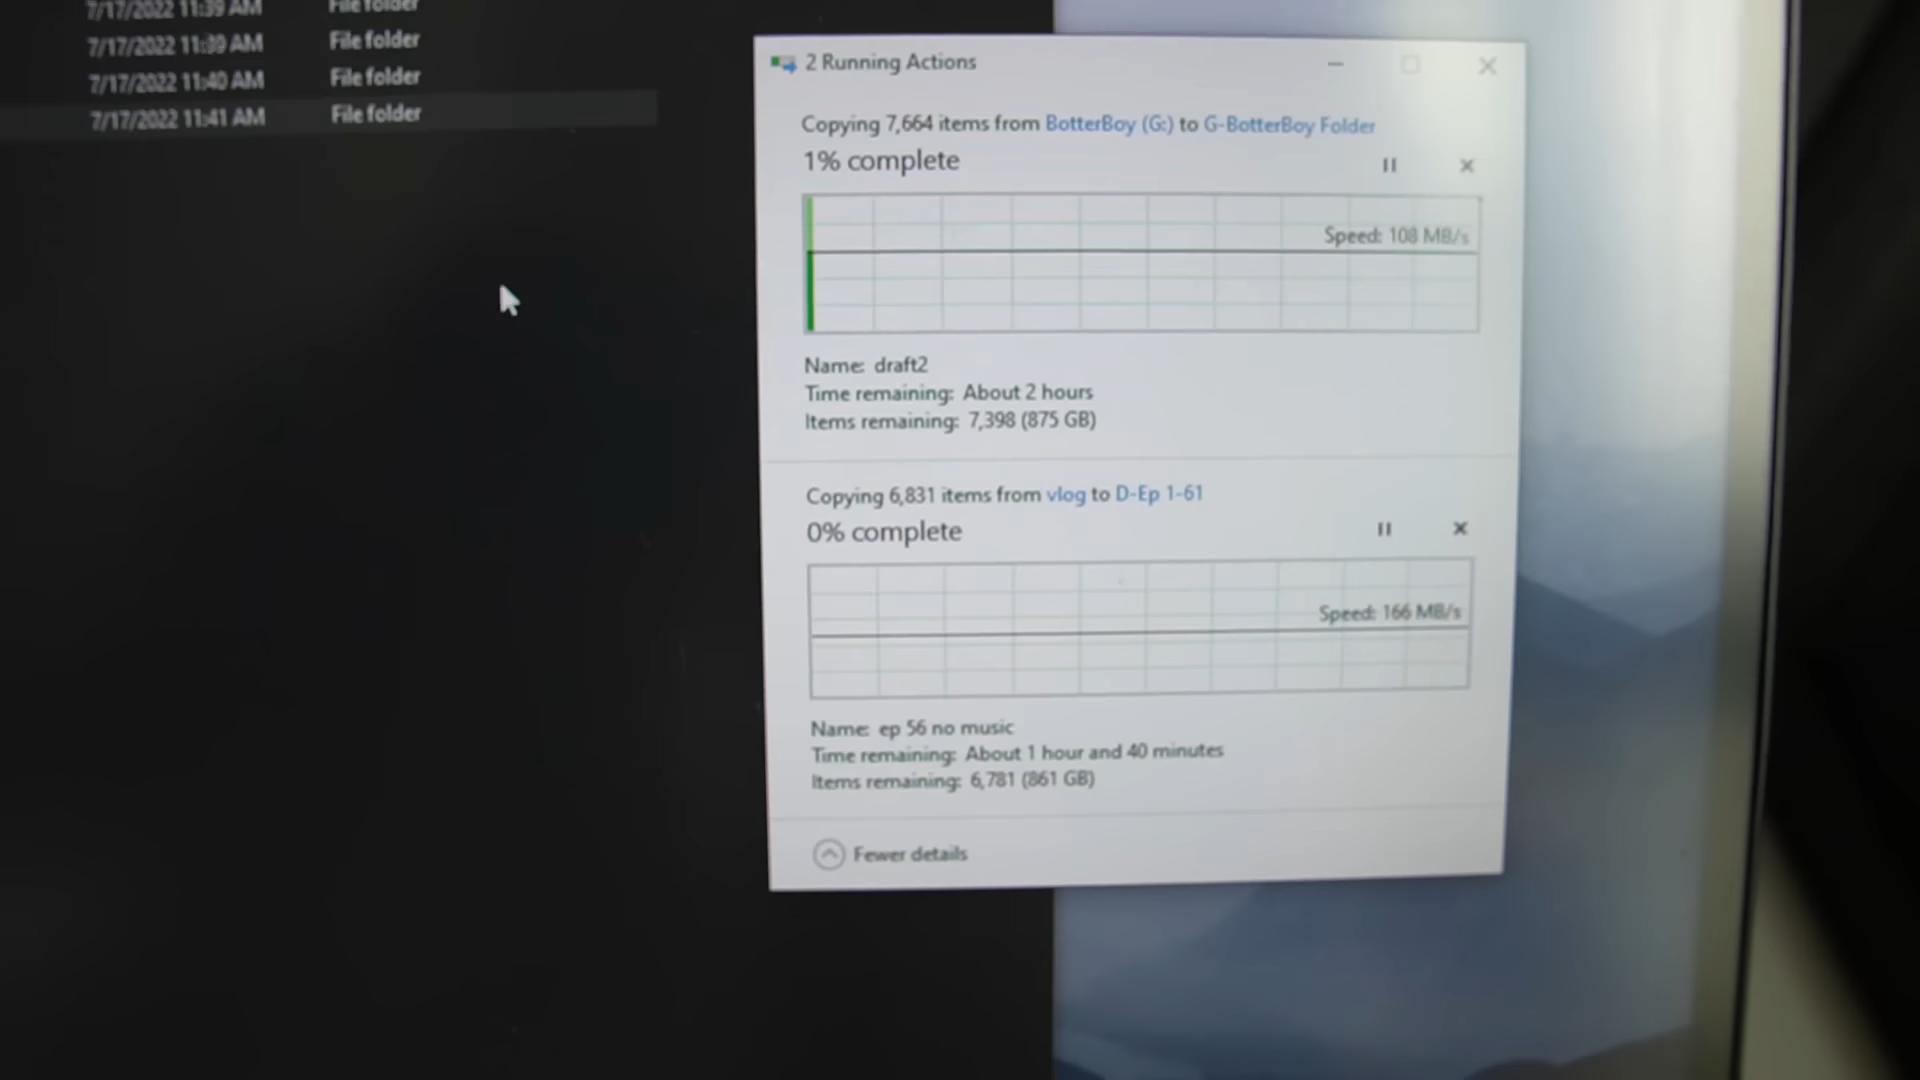 7/17/2022 11:39 AM File folder
7/17/2022 11:39 AM File folder
7/17/2022 11:40 AM File folder
7/17/2022 11:41 AM File folder
2 Running Actions
Copying 7,664 items from BotterBoy (G:) to G-BotterBoy Folder
1% complete
Speed: 108 MB/s
Name: draft2
Time remaining: About 2 hours
Items remaining: 7,398 (875 GB)
Copying 6,831 items from vlog to D-Ep 1-61
0% complete
Speed: 166 MB/s
Name: ep 56 no music
Time remaining: About 1 hour and 40 minutes
Items remaining: 6,781 (861 GB)
Fewer details